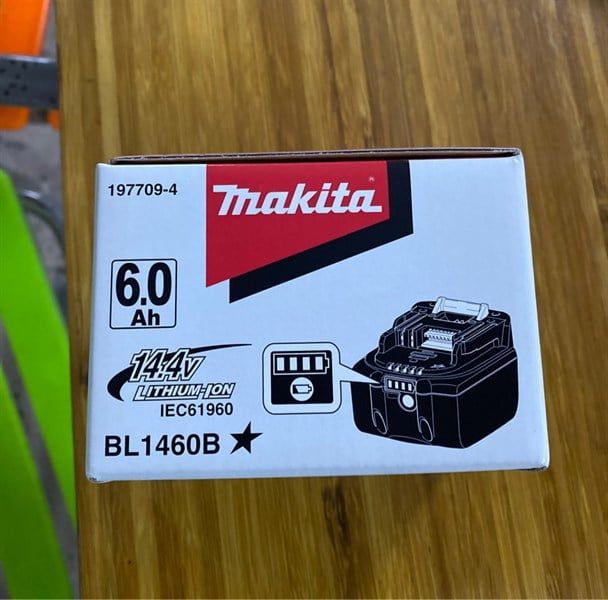 197709-4
makita®
6.0
Ah
14.4V
LITHIUM-ION
IEC61960
BL1460B ★